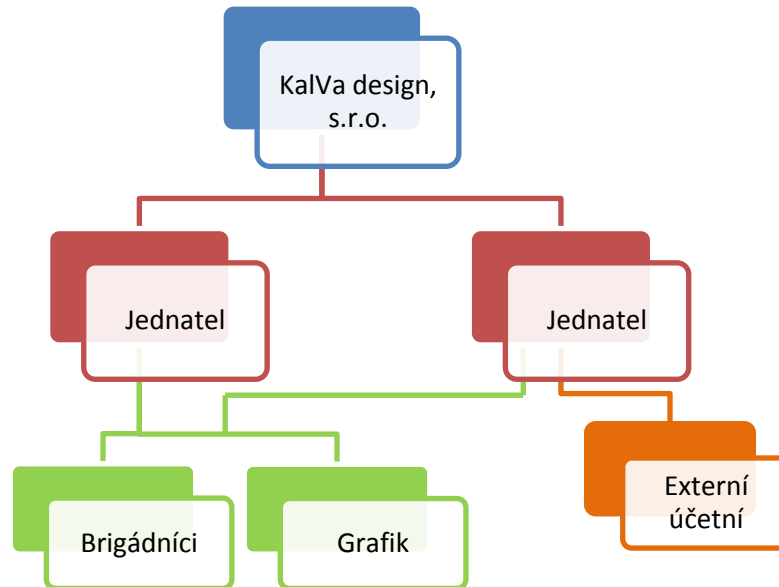 KalVa design,
s.r.o.
Jednatel
Jednatel
Brigádníci
Grafik
Externí
účetní